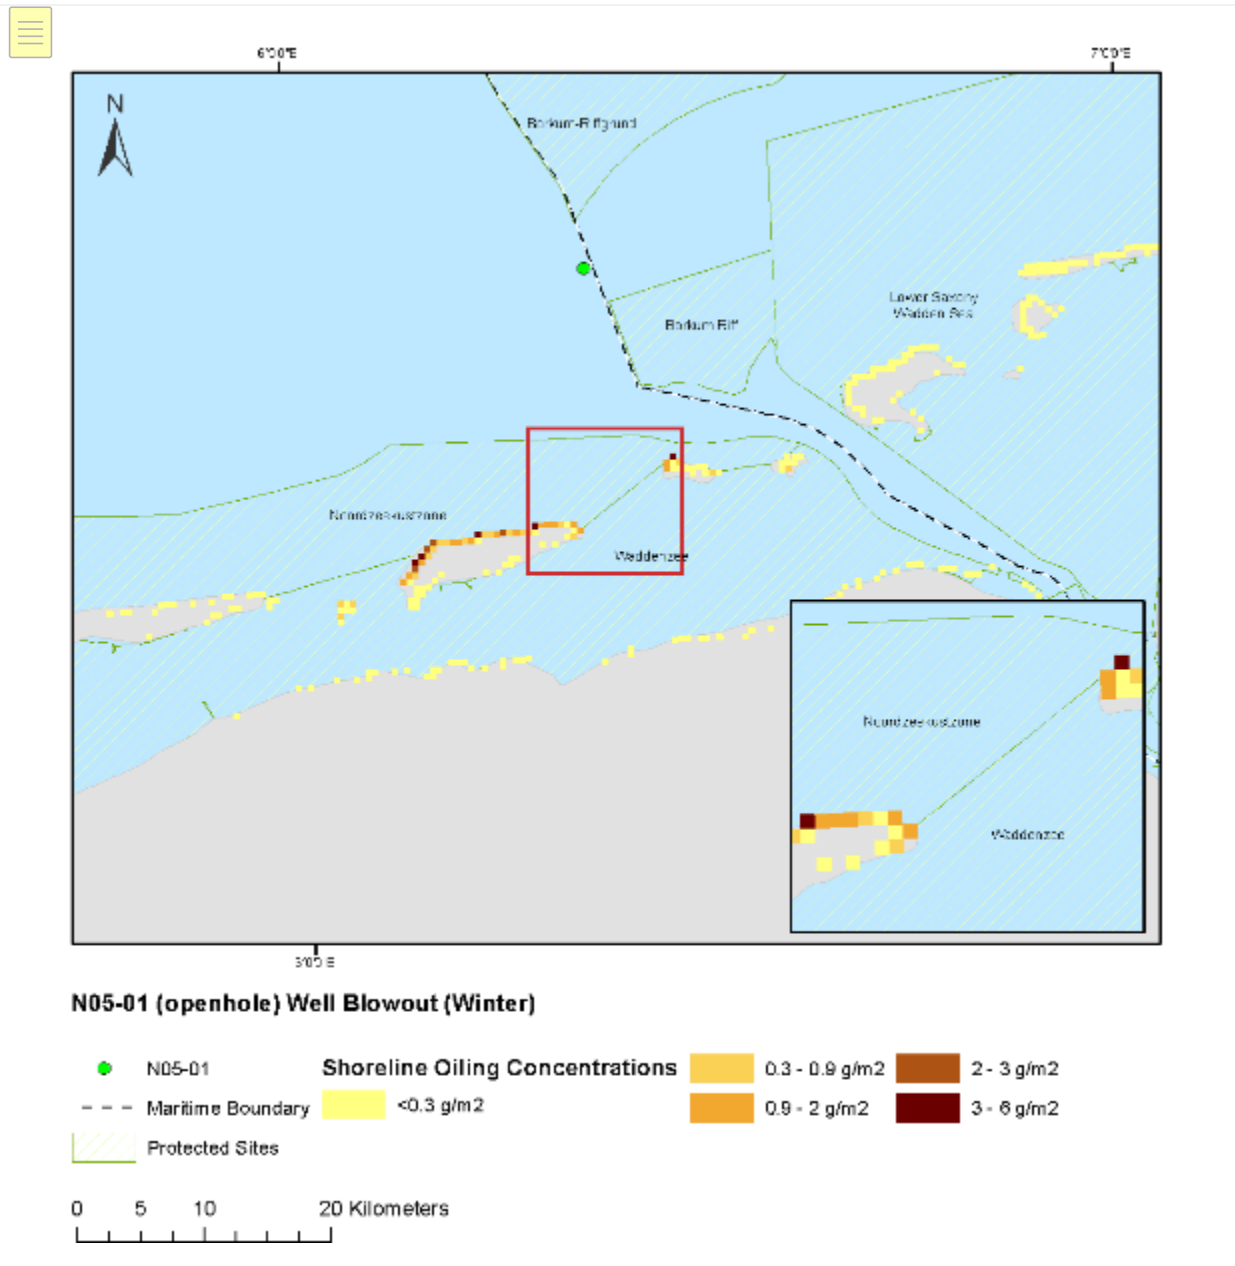 6°0'0"E
7°0'0"E
N
Borkum-Riffgrund
Lower Saxony
Wadden Sea
Borkum Riff
Noordzeekustzone
Waddenzee
Noordzeekustzone
Waddenzee
N05-01 (openhole) Well Blowout (Winter)
N05-01
Maritime Boundary
Protected Sites
Shoreline Oiling Concentrations
<0.3 g/m2
0.3 - 0.9 g/m2
0.9 - 2 g/m2
2 - 3 g/m2
3 - 6 g/m2
0 5 10 20 Kilometers